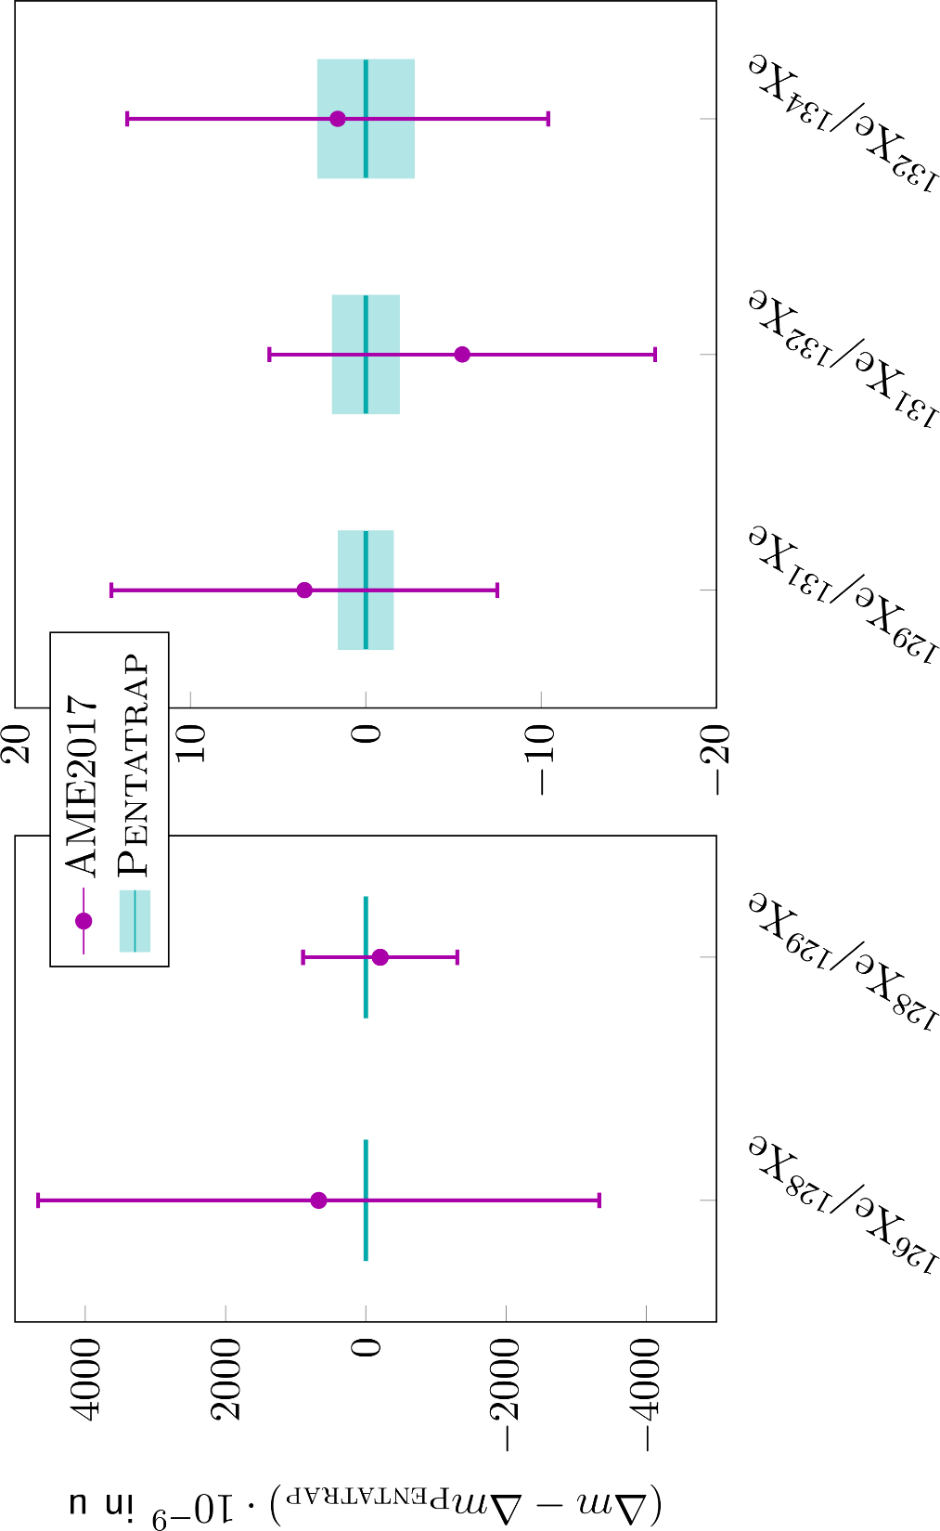 (Δm − Δm_PENTATRAP) · 10⁻⁹ in u
4000
2000
0
−2000
−4000
¹²⁶Xe/¹²⁸Xe
¹²⁸Xe/¹²⁹Xe
AME2017
PENTATRAP
20
10
0
−10
−20
¹²⁹Xe/¹³¹Xe
¹³¹Xe/¹³²Xe
¹³²Xe/¹³⁴Xe